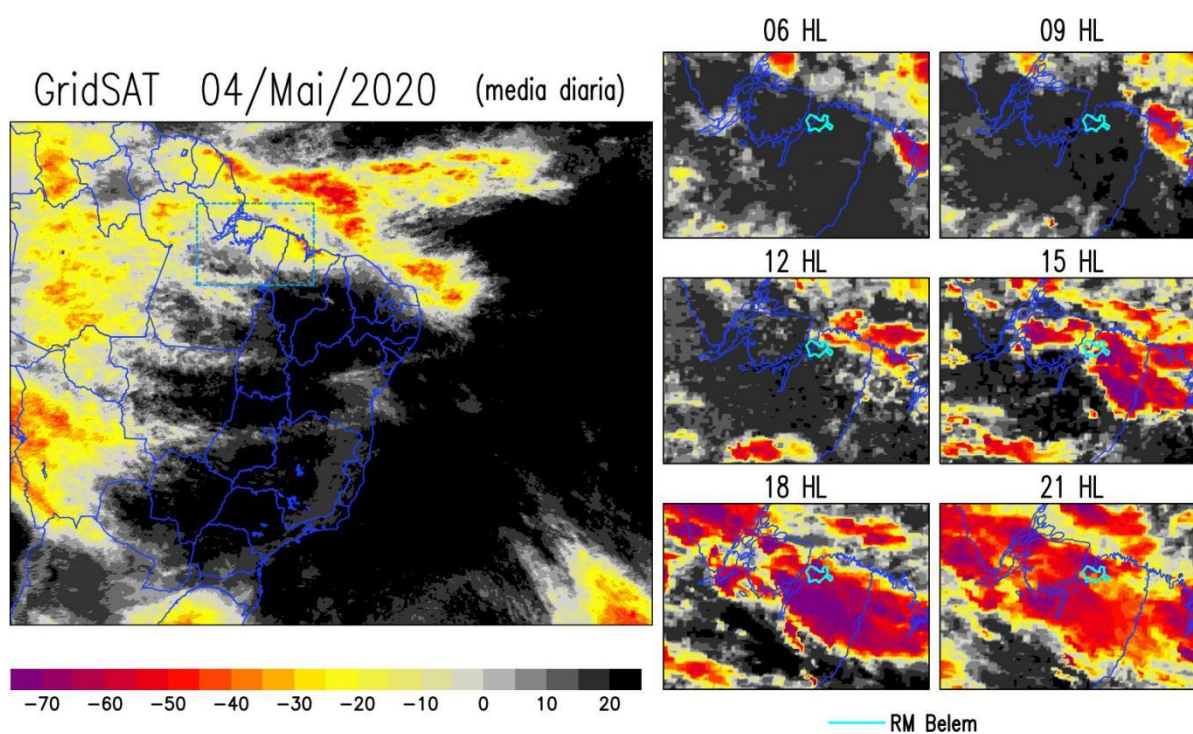 GridSAT 04/Mai/2020 (media diaria)
06 HL
09 HL
12 HL
15 HL
18 HL
21 HL
-70 -60 -50 -40 -30 -20 -10 0 10 20
RM Belem